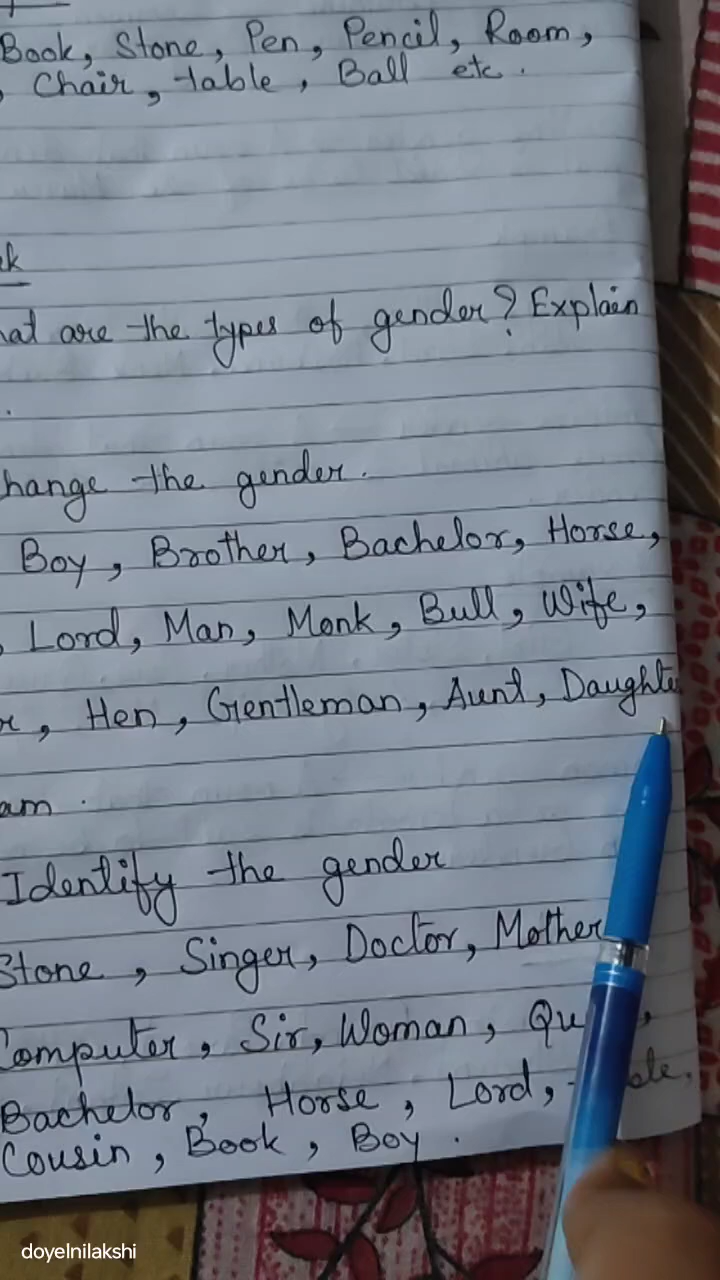 Book, Stone, Pen, Pencil, Room,
, Chair, table, Ball etc.
hat are the types of gender? Explain
.
hange the gender.
Boy, Brother, Bachelor, Horse,
, Lord, Man, Monk, Bull, Wife,
, Hen, Gentleman, Aunt, Daughte
am.
Identify the gender
Stone, Singer, Doctor, Mother
Computer, Sir, Woman, Qu ,
Bachelor, Horse, Lord,
Cousin, Book, Boy.
doyelnilakshi